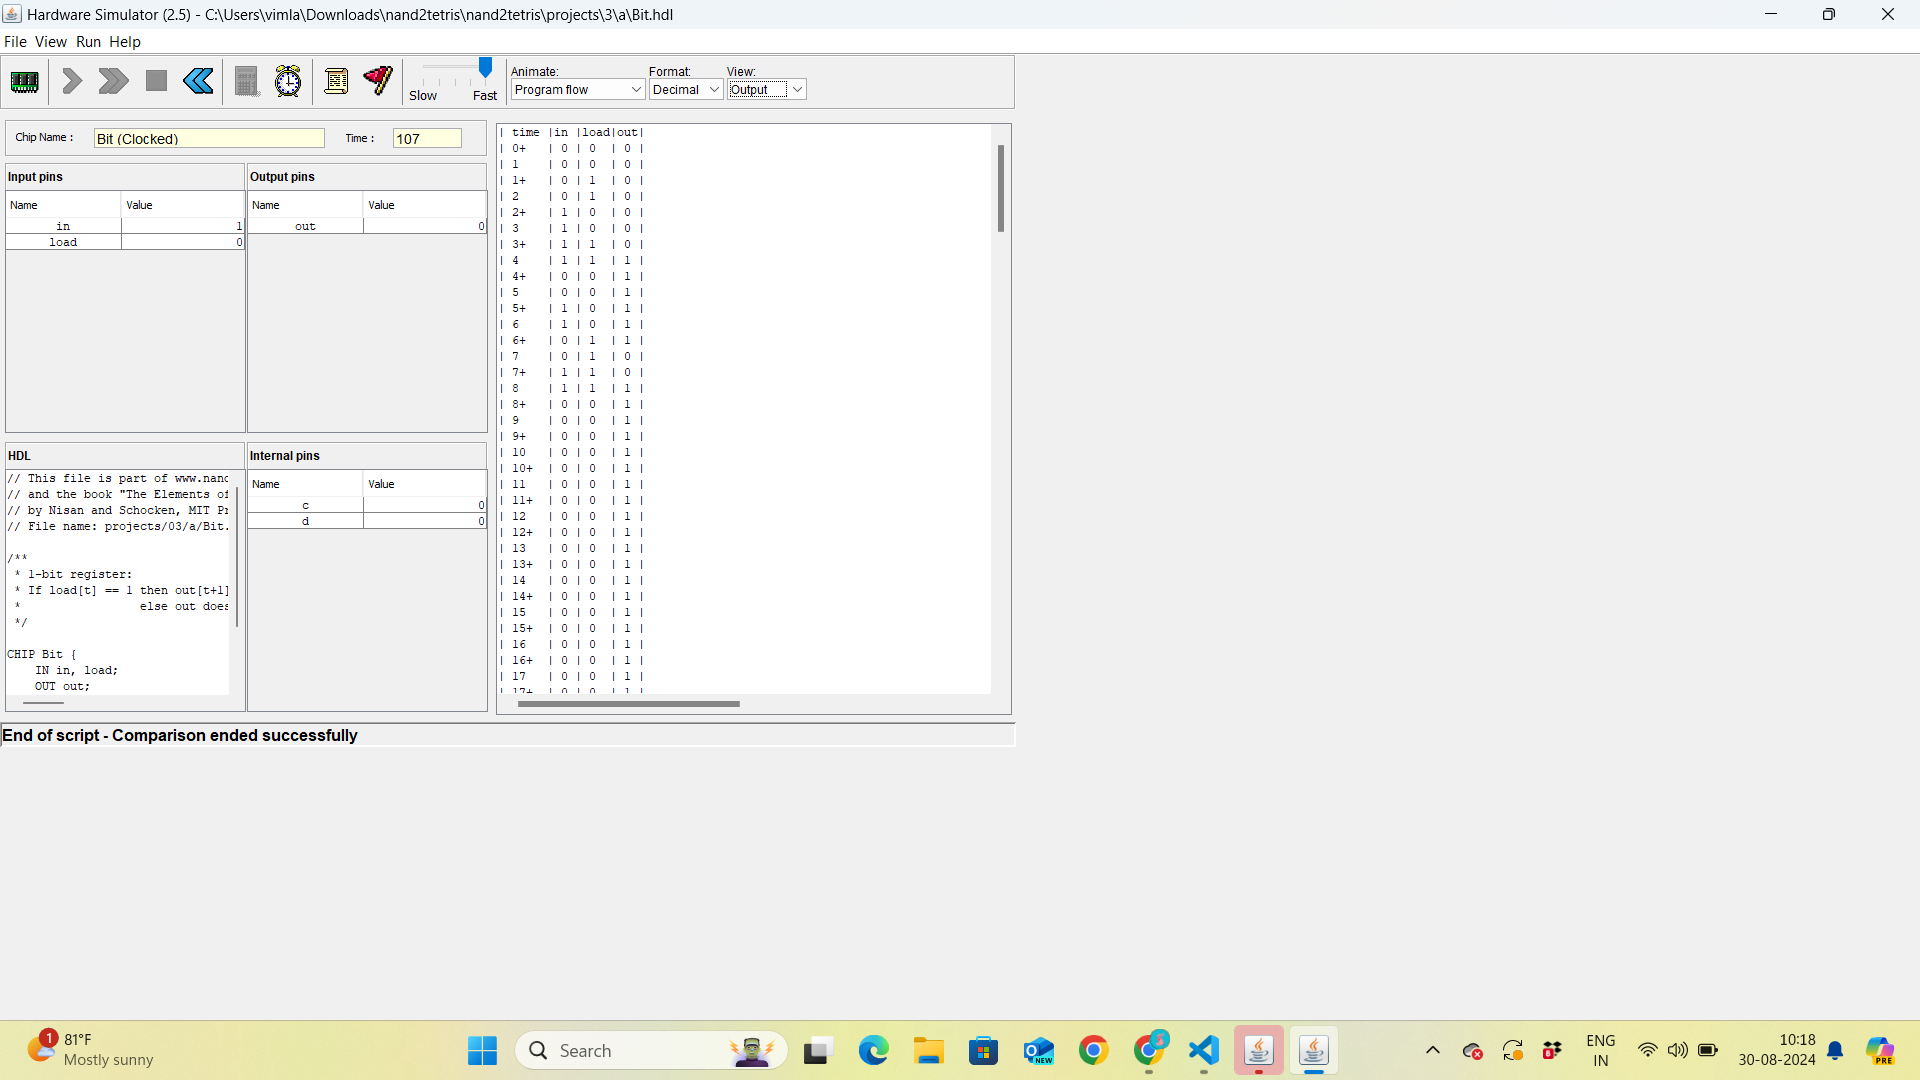 Hardware Simulator (2.5) - C:\Users\vimla\Downloads\nand2tetris\nand2tetris\projects\3\a\Bit.hdl
File View Run Help
Slow Fast
Animate: Format: View:
Program flow Decimal Output
Chip Name : Bit (Clocked) Time : 107
Input pins
Name Value
in 1
load 0
Output pins
Name Value
out 0
HDL
// This file is part of www.nand
// and the book "The Elements of
// by Nisan and Schocken, MIT Pr
// File name: projects/03/a/Bit.
/**
 * 1-bit register:
 * If load[t] == 1 then out[t+1]
 * else out does
 */
CHIP Bit {
IN in, load;
OUT out;
Internal pins
Name Value
c 0
d 0
| time |in |load|out|
| 0+ | 0 | 0 | 0 |
| 1 | 0 | 0 | 0 |
| 1+ | 0 | 1 | 0 |
| 2 | 0 | 1 | 0 |
| 2+ | 1 | 0 | 0 |
| 3 | 1 | 0 | 0 |
| 3+ | 1 | 1 | 0 |
| 4 | 1 | 1 | 1 |
| 4+ | 0 | 0 | 1 |
| 5 | 0 | 0 | 1 |
| 5+ | 1 | 0 | 1 |
| 6 | 1 | 0 | 1 |
| 6+ | 0 | 1 | 1 |
| 7 | 0 | 1 | 0 |
| 7+ | 1 | 1 | 0 |
| 8 | 1 | 1 | 1 |
| 8+ | 0 | 0 | 1 |
| 9 | 0 | 0 | 1 |
| 9+ | 0 | 0 | 1 |
| 10 | 0 | 0 | 1 |
| 10+ | 0 | 0 | 1 |
| 11 | 0 | 0 | 1 |
| 11+ | 0 | 0 | 1 |
| 12 | 0 | 0 | 1 |
| 12+ | 0 | 0 | 1 |
| 13 | 0 | 0 | 1 |
| 13+ | 0 | 0 | 1 |
| 14 | 0 | 0 | 1 |
| 14+ | 0 | 0 | 1 |
| 15 | 0 | 0 | 1 |
| 15+ | 0 | 0 | 1 |
| 16 | 0 | 0 | 1 |
| 16+ | 0 | 0 | 1 |
| 17 | 0 | 0 | 1 |
| 17+ | 0 | 0 | 1 |
End of script - Comparison ended successfully
1
81°F
Mostly sunny
Search
NEW
ENG
IN
10:18
30-08-2024
PRE